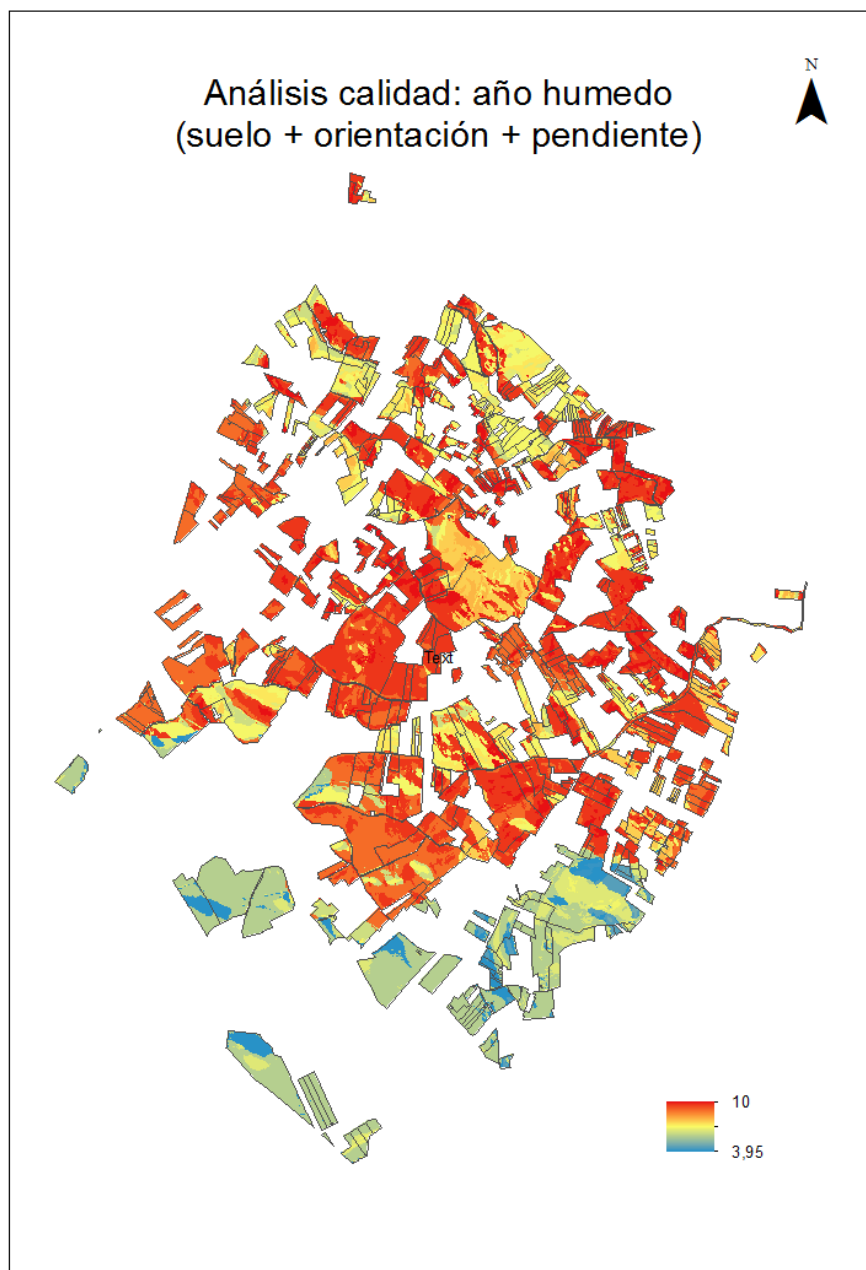 N
Análisis calidad: año humedo
(suelo + orientación + pendiente)
Text
10
3,95